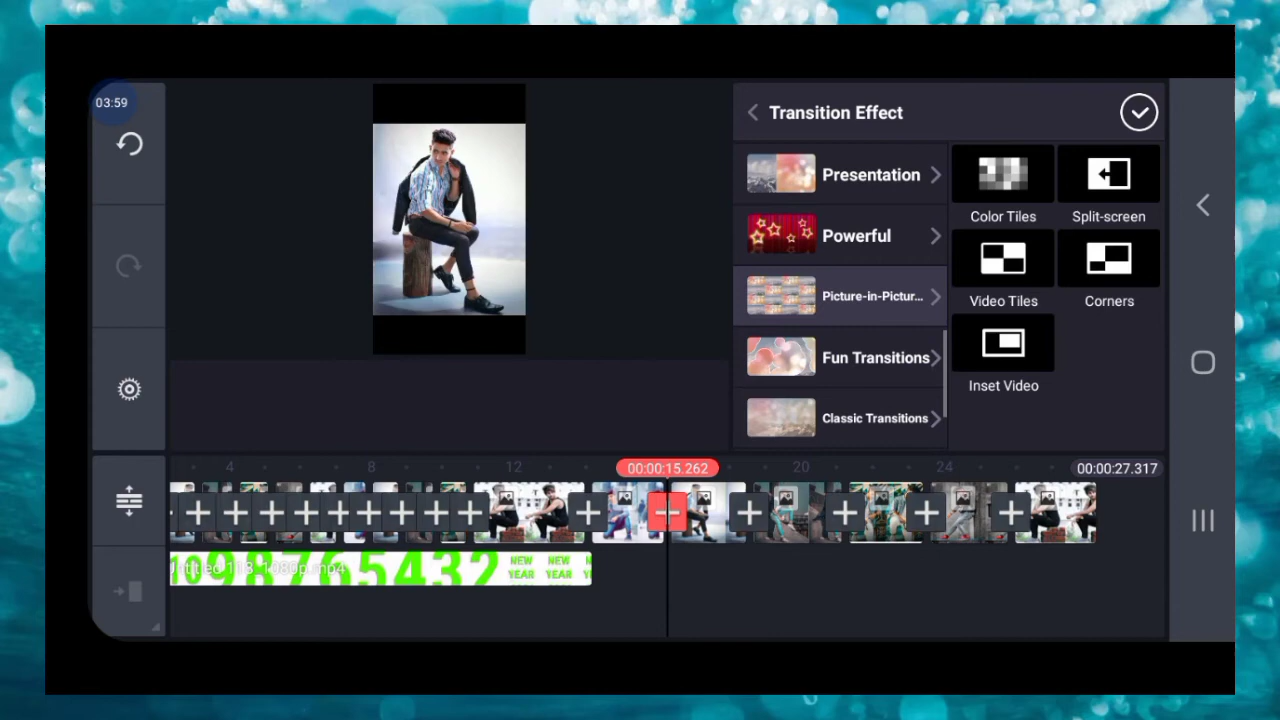 03:59
Transition Effect
Presentation
Powerful
Picture-in-Pictur...
Fun Transitions
Classic Transitions
Color Tiles
Split-screen
Video Tiles
Corners
Inset Video
4
8
12
00:00:15.262
20
24
00:00:27.317
1098765432
NEW YEAR
NEW YEAR